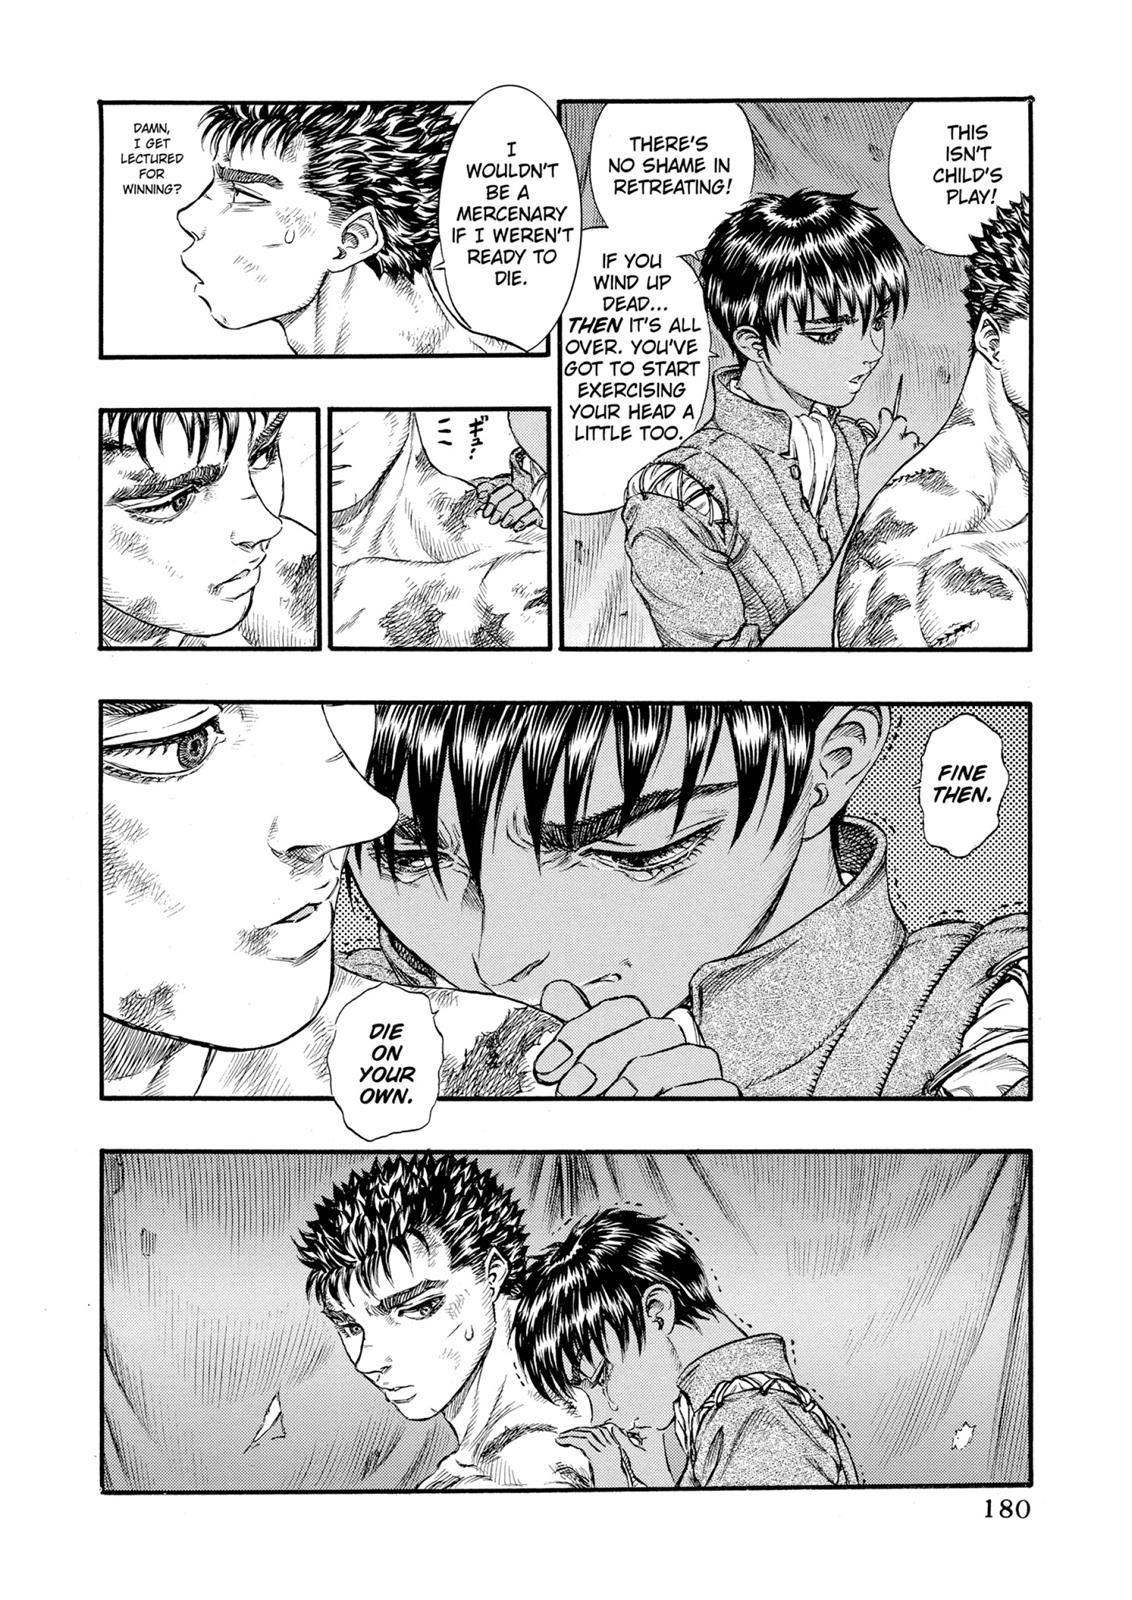 THIS
ISN'T
CHILD'S
PLAY!
THERE'S
NO SHAME IN
RETREATING!
IF YOU
WIND UP
DEAD...
THEN IT'S ALL
OVER. YOU'VE
GOT TO START
EXERCISING
YOUR HEAD A
LITTLE TOO.
I
WOULDN'T
BE A
MERCENARY
IF I WEREN'T
READY TO
DIE.
DAMN,
I GET
LECTURED
FOR
WINNING?
ギュ
FINE
THEN.
DIE
ON
YOUR
OWN.
180